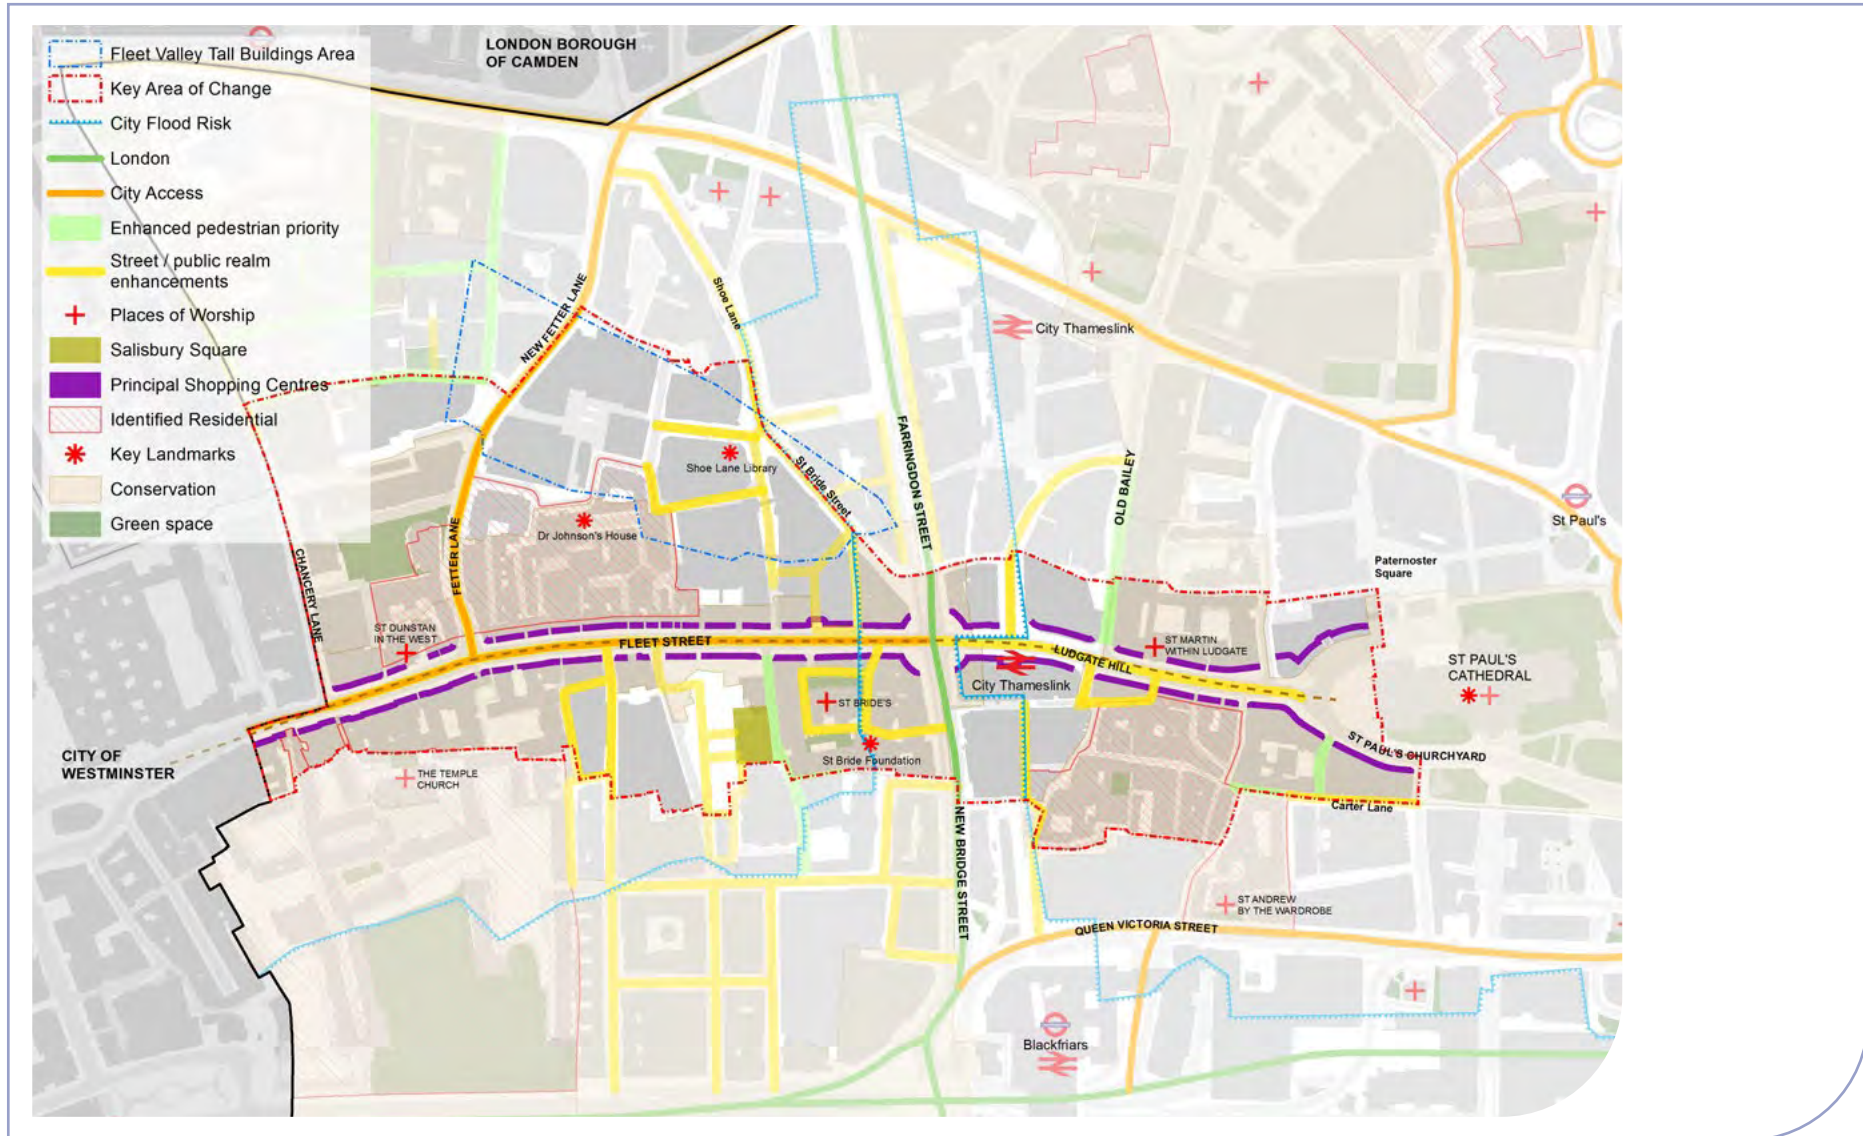 Fleet Valley Tall Buildings Area
Key Area of Change
City Flood Risk
London
City Access
Enhanced pedestrian priority
Street / public realm
enhancements
Places of Worship
Salisbury Square
Principal Shopping Centres
Identified Residential
Key Landmarks
Conservation
Green space
LONDON BOROUGH
OF CAMDEN
NEW FETTER LANE
Shoe Lane
City Thameslink
Shoe Lane Library
St Bride Street
FARRINGDON STREET
OLD BAILEY
St Paul's
Dr Johnson's House
FETTER LANE
CHANCERY LANE
Paternoster
Square
ST DUNSTAN
IN THE WEST
FLEET STREET
LUDGATE HILL
ST MARTIN
WITHIN LUDGATE
ST PAUL'S
CATHEDRAL
City Thameslink
ST BRIDE'S
St Bride Foundation
ST PAUL'S CHURCHYARD
CITY OF
WESTMINSTER
THE TEMPLE
CHURCH
Carter Lane
NEW BRIDGE STREET
ST ANDREW
BY THE WARDROBE
QUEEN VICTORIA STREET
Blackfriars